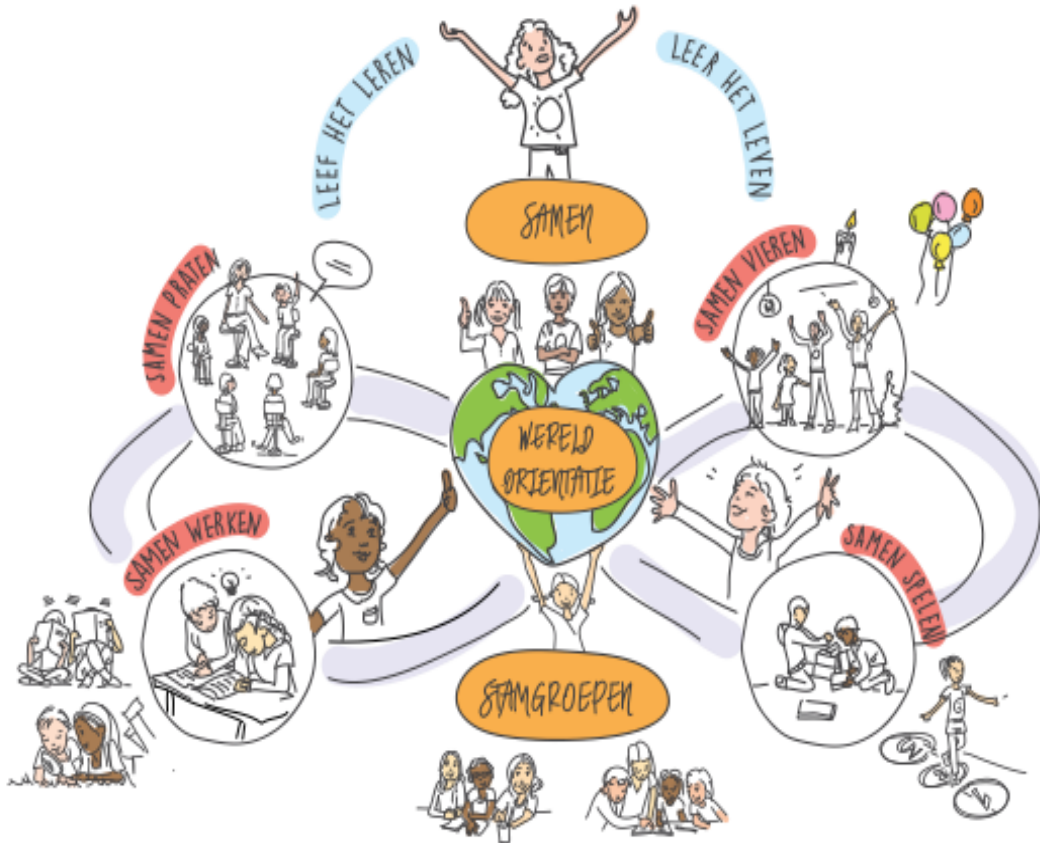 LEEF HET LEREN
LEER HET LEVEN
SAMEN
SAMEN PRATEN
SAMEN VIEREN
WERELD
ORIENTATIE
SAMEN WERKEN
SAMEN SPELEN
STAMGROEPEN